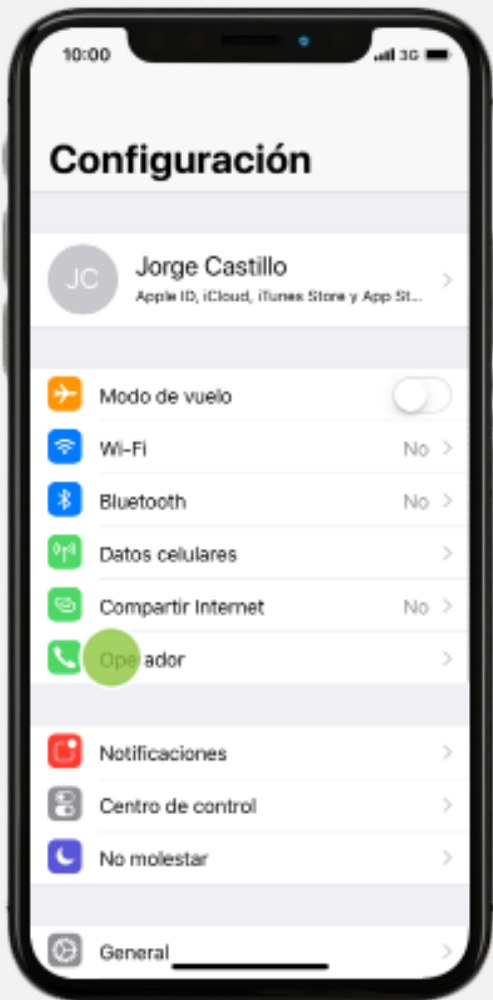 10:00
3G
Configuración
JC
Jorge Castillo
Apple ID, iCloud, iTunes Store y App St...
Modo de vuelo
Wi-Fi No
Bluetooth No
Datos celulares
Compartir Internet No
Operador
Notificaciones
Centro de control
No molestar
General